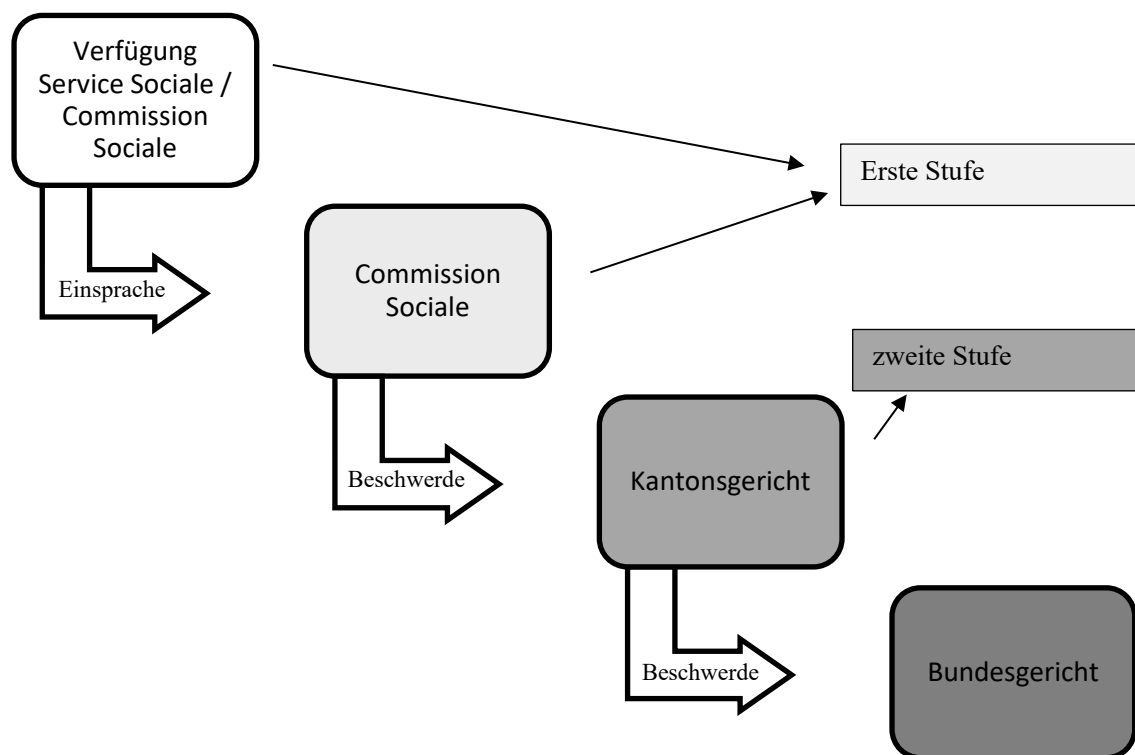 Verfügung
Service Sociale /
Commission
Sociale
Erste Stufe
Einsprache
Commission
Sociale
zweite Stufe
Beschwerde
Kantonsgericht
Beschwerde
Bundesgericht